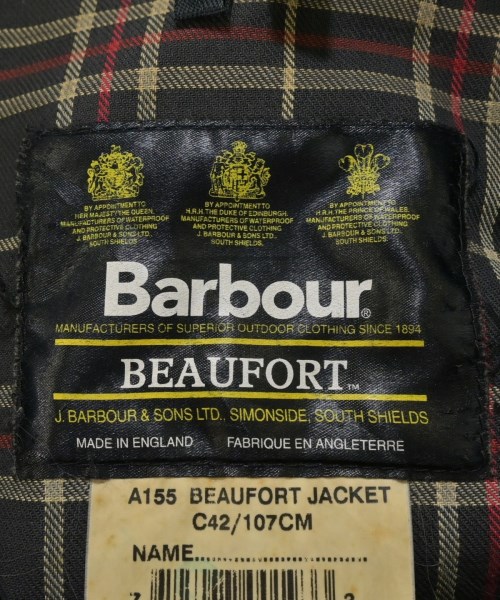 BY APPOINTMENT TO
HER MAJESTY THE QUEEN.
MANUFACTURERS OF WATERPROOF
AND PROTECTIVE CLOTHING
J. BARBOUR & SONS LTD.,
SOUTH SHIELDS
BY APPOINTMENT TO
H.R.H. THE DUKE OF EDINBURGH.
MANUFACTURERS OF WATERPROOF
AND PROTECTIVE CLOTHING
J. BARBOUR & SONS LTD.,
SOUTH SHIELDS.
BY APPOINTMENT TO
H.R.H. THE PRINCE OF WALES
MANUFACTURERS OF WATERPROOF
AND PROTECTIVE CLOTHING
J. BARBOUR & SONS LTD.,
SOUTH SHIELDS.
Barbour®
MANUFACTURERS OF SUPERIOR OUTDOOR CLOTHING SINCE 1894
BEAUFORT™
J. BARBOUR & SONS LTD., SIMONSIDE, SOUTH SHIELDS
MADE IN ENGLAND FABRIQUE EN ANGLETERRE
A155 BEAUFORT JACKET
C42/107CM
NAME..............................